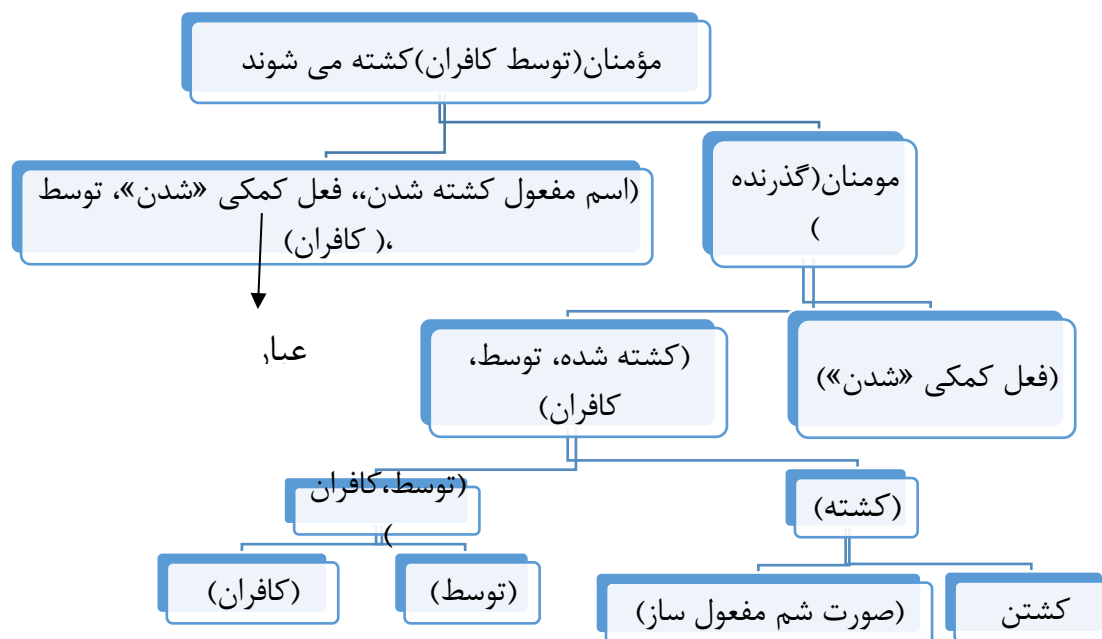 مؤمنان(توسط کافران)کشته می شوند
مومنان(گذرنده
)
(اسم مفعول کشته شدن،، فعل کمکی «شدن»، توسط
،( کافران)
عبار
(فعل کمکی «شدن»)
(کشته شده، توسط،
کافران)
(کشته)
(توسط،کافران
)
کشتن
(صورت شم مفعول ساز)
(توسط)
(کافران)